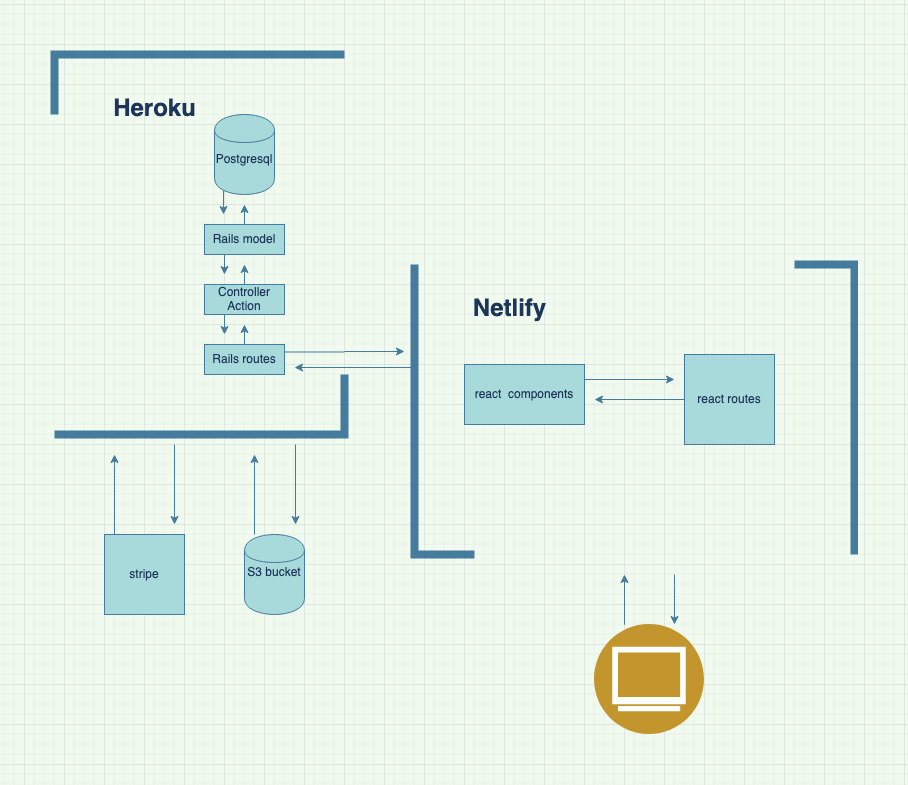 Heroku
Postgresql
Rails model
Controller
Action
Rails routes
Netlify
react  components
react routes
stripe
S3 bucket